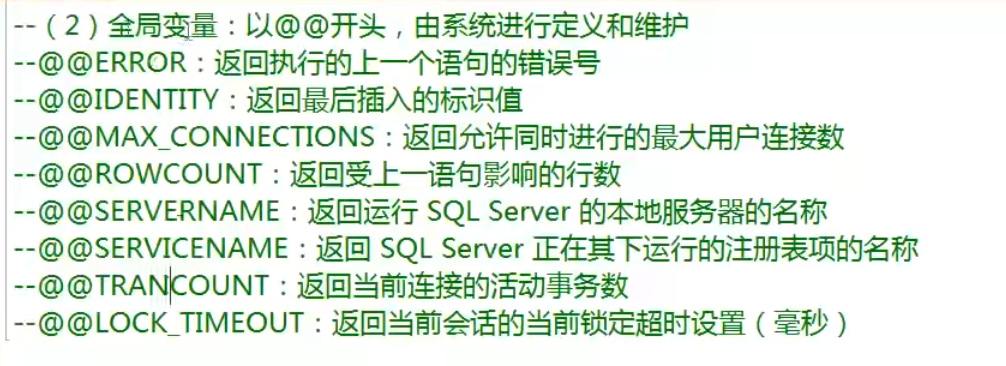 --（2）全局变量：以@@开头，由系统进行定义和维护
--@@ERROR：返回执行的上一个语句的错误号
--@@IDENTITY：返回最后插入的标识值
--@@MAX_CONNECTIONS：返回允许同时进行的最大用户连接数
--@@ROWCOUNT：返回受上一语句影响的行数
--@@SERVERNAME：返回运行 SQL Server 的本地服务器的名称
--@@SERVICENAME：返回 SQL Server 正在其下运行的注册表项的名称
--@@TRANCOUNT：返回当前连接的活动事务数
--@@LOCK_TIMEOUT：返回当前会话的当前锁定超时设置（毫秒）